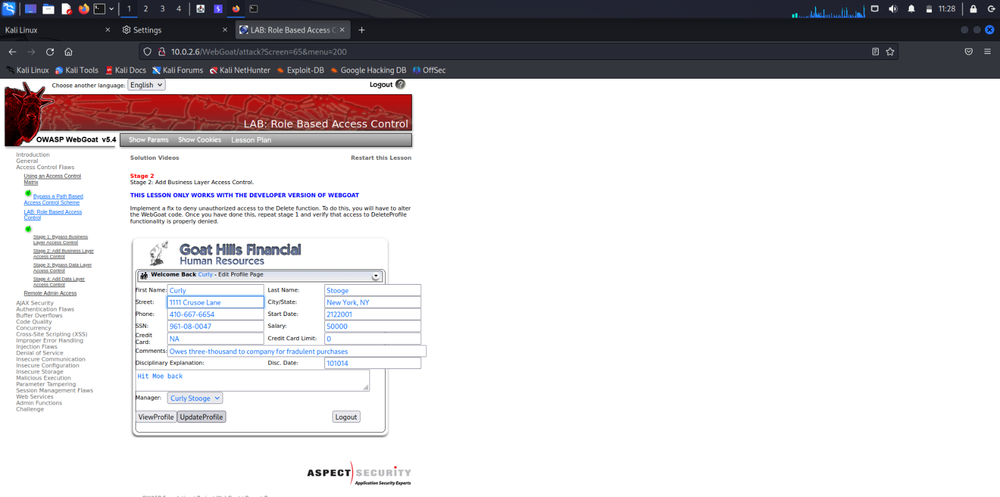 1 2 3 4 11:28
Kali Linux Settings LAB: Role Based Access C
10.0.2.6/WebGoat/attack?Screen=65&menu=200
Kali Linux Kali Tools Kali Docs Kali Forums Kali NetHunter Exploit-DB Google Hacking DB OffSec
Choose another language: English Logout ?
LAB: Role Based Access Control
OWASP WebGoat v5.4 Show Params Show Cookies Lesson Plan
Introduction
General
Access Control Flaws
Using an Access Control
Matrix
Bypass a Path Based
Access Control Scheme
LAB: Role Based Access
Control
Stage 1: Bypass Business
Layer Access Control
Stage 2: Add Business Layer
Access Control
Stage 3: Bypass Data Layer
Access Control
Stage 4: Add Data Layer
Access Control
Remote Admin Access
AJAX Security
Authentication Flaws
Buffer Overflows
Code Quality
Concurrency
Cross-Site Scripting (XSS)
Improper Error Handling
Injection Flaws
Denial of Service
Insecure Communication
Insecure Configuration
Insecure Storage
Malicious Execution
Parameter Tampering
Session Management Flaws
Web Services
Admin Functions
Challenge
Solution Videos Restart this Lesson
Stage 2
Stage 2: Add Business Layer Access Control.
THIS LESSON ONLY WORKS WITH THE DEVELOPER VERSION OF WEBGOAT
Implement a fix to deny unauthorized access to the Delete function. To do this, you will have to alter
the WebGoat code. Once you have done this, repeat stage 1 and verify that access to DeleteProfile
functionality is properly denied.
Goat Hills Financial
Human Resources
Welcome Back Curly - Edit Profile Page
First Name: Curly Last Name: Stooge
Street: 1111 Crusoe Lane City/State: New York, NY
Phone: 410-667-6654 Start Date: 2122001
SSN: 961-08-0047 Salary: 50000
Credit
Card: NA Credit Card Limit: 0
Comments: Owes three-thousand to company for fradulent purchases
Disciplinary Explanation: Disc. Date: 101014
Hit Moe back
Manager: Curly Stooge
ViewProfile UpdateProfile Logout
ASPECT SECURITY
Application Security Experts